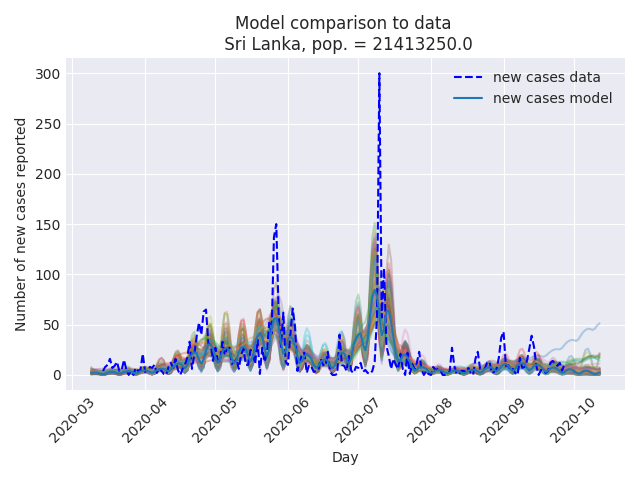 Model comparison to data
Sri Lanka, pop. = 21413250.0
new cases data
new cases model
Number of new cases reported
300
250
200
150
100
50
0
2020-03
2020-04
2020-05
2020-06
2020-07
2020-08
2020-09
2020-10
Day